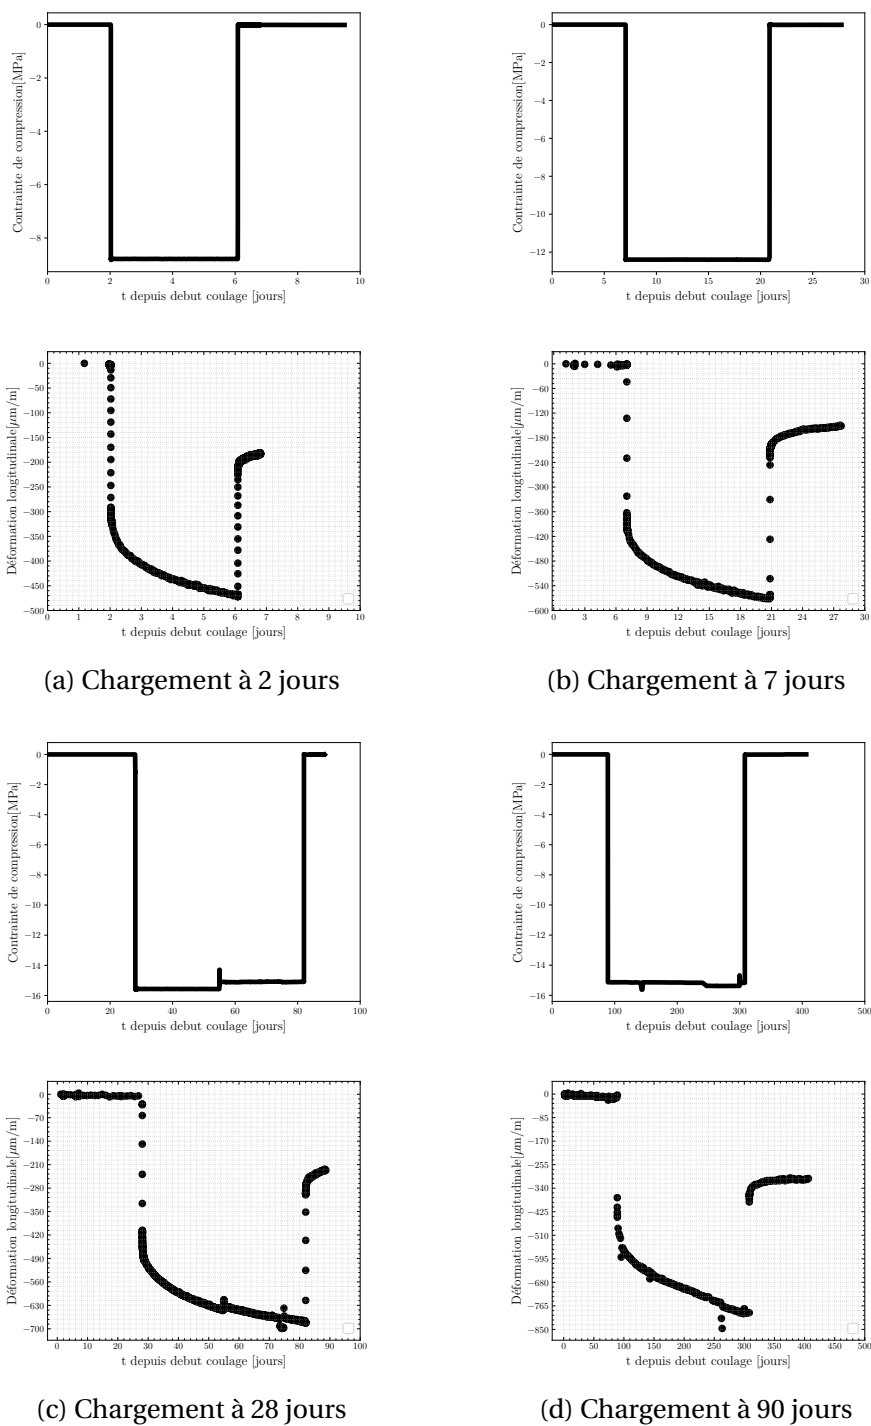 0
−2
−4
−6
−8
Contrainte de compression[MPa]
0 2 4 6 8 10
t depuis debut coulage [jours]
0
−2
−4
−6
−8
−10
−12
Contrainte de compression[MPa]
0 5 10 15 20 25 30
t depuis debut coulage [jours]
0
−50
−100
−150
−200
−250
−300
−350
−400
−450
−500
Déformation longitudinale[μm/m]
0 1 2 3 4 5 6 7 8 9 10
t depuis debut coulage [jours]
0
−60
−120
−180
−240
−300
−360
−420
−480
−540
−600
Déformation longitudinale[μm/m]
0 3 6 9 12 15 18 21 24 27 30
t depuis debut coulage [jours]
(a) Chargement à 2 jours
(b) Chargement à 7 jours
0
−2
−4
−6
−8
−10
−12
−14
−16
Contrainte de compression[MPa]
0 20 40 60 80 100
t depuis debut coulage [jours]
0
−2
−4
−6
−8
−10
−12
−14
−16
Contrainte de compression[MPa]
0 100 200 300 400 500
t depuis debut coulage [jours]
0
−70
−140
−210
−280
−350
−420
−490
−560
−630
−700
Déformation longitudinale[μm/m]
0 10 20 30 40 50 60 70 80 90 100
t depuis debut coulage [jours]
0
−85
−170
−255
−340
−425
−510
−595
−680
−765
−850
Déformation longitudinale[μm/m]
0 50 100 150 200 250 300 350 400 450 500
t depuis debut coulage [jours]
(c) Chargement à 28 jours
(d) Chargement à 90 jours